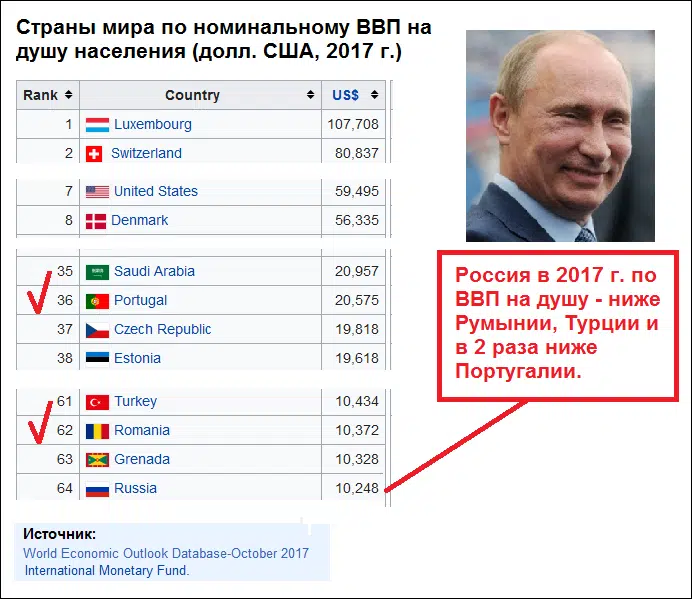 Страны мира по номинальному ВВП на
душу населения (долл. США, 2017 г.)
Rank Country US$
1 Luxembourg 107,708
2 Switzerland 80,837
7 United States 59,495
8 Denmark 56,335
35 Saudi Arabia 20,957
36 Portugal 20,575
37 Czech Republic 19,818
38 Estonia 19,618
61 Turkey 10,434
62 Romania 10,372
63 Grenada 10,328
64 Russia 10,248
Россия в 2017 г. по
ВВП на душу - ниже
Румынии, Турции и
в 2 раза ниже
Португалии.
Источник:
World Economic Outlook Database-October 2017
International Monetary Fund.